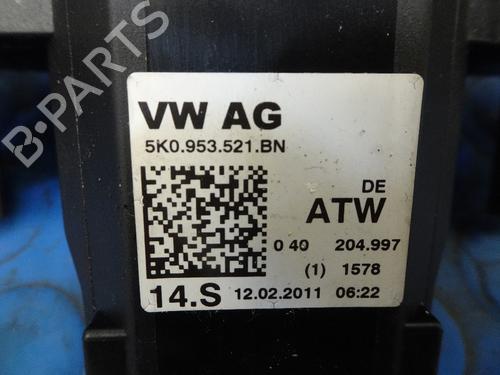 B-PARTS
VW AG
5K0.953.521.BN
DE
ATW
0 40 204.997
(1) 1578
14.S 12.02.2011 06:22